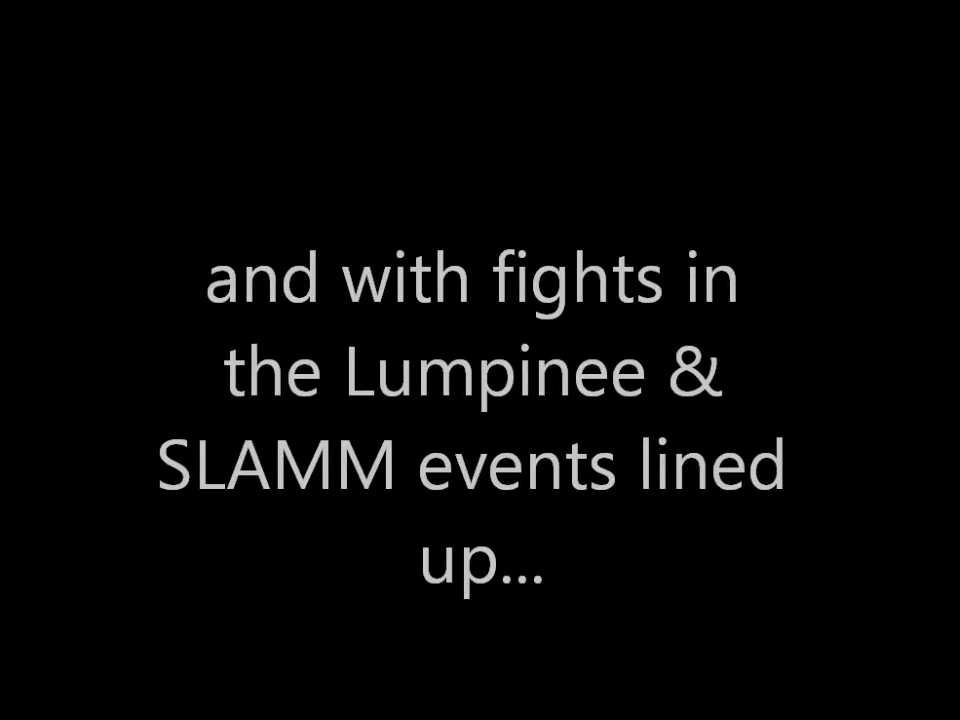 and with fights in
the Lumpinee &
SLAMM events lined
up...